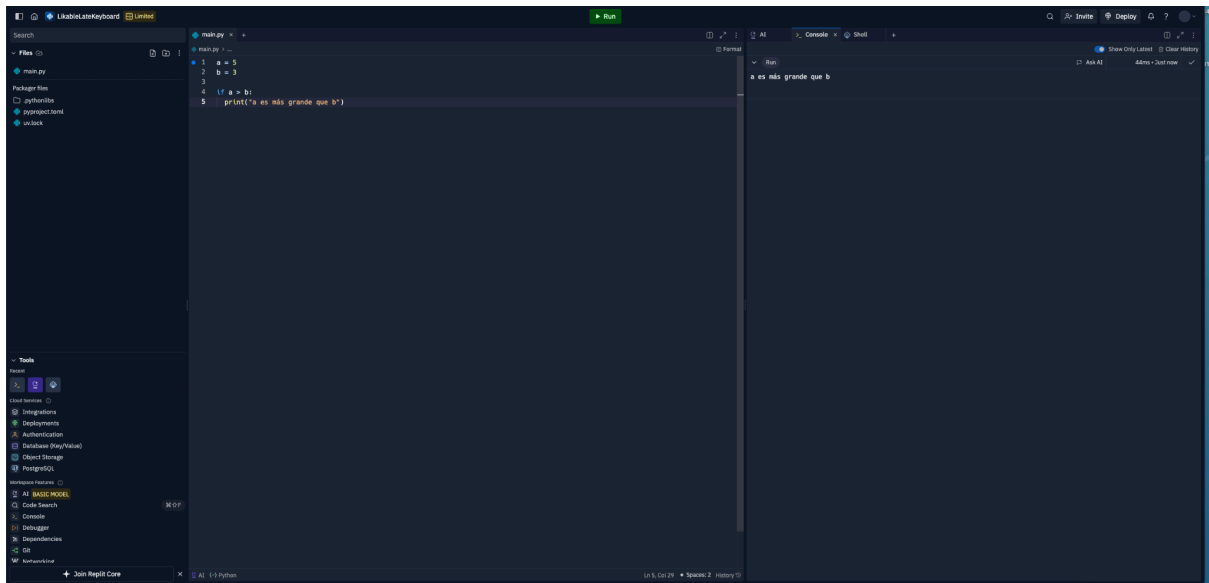 LikableLateKeyboard Limited
Run
Invite
Deploy
?
Search
Files
main.py
Packager files
.pythonlibs
pyproject.toml
uv.lock
Tools
Recent
Cloud Services
Integrations
Deployments
Authentication
Database (Key/Value)
Object Storage
PostgreSQL
Workspace Features
AI BASIC MODEL
Code Search
Console
Debugger
Dependencies
Git
Networking
Join Replit Core ×
main.py × +
main.py › ...
Format
1 a = 5
2 b = 3
3
4 if a > b:
5 print("a es más grande que b")
AI {··} Python
Ln 5, Col 29 • Spaces: 2 History
AI
>_ Console ×
Shell
+
Show Only Latest
Clear History
Run
Ask AI
44ms • Just now
a es más grande que b